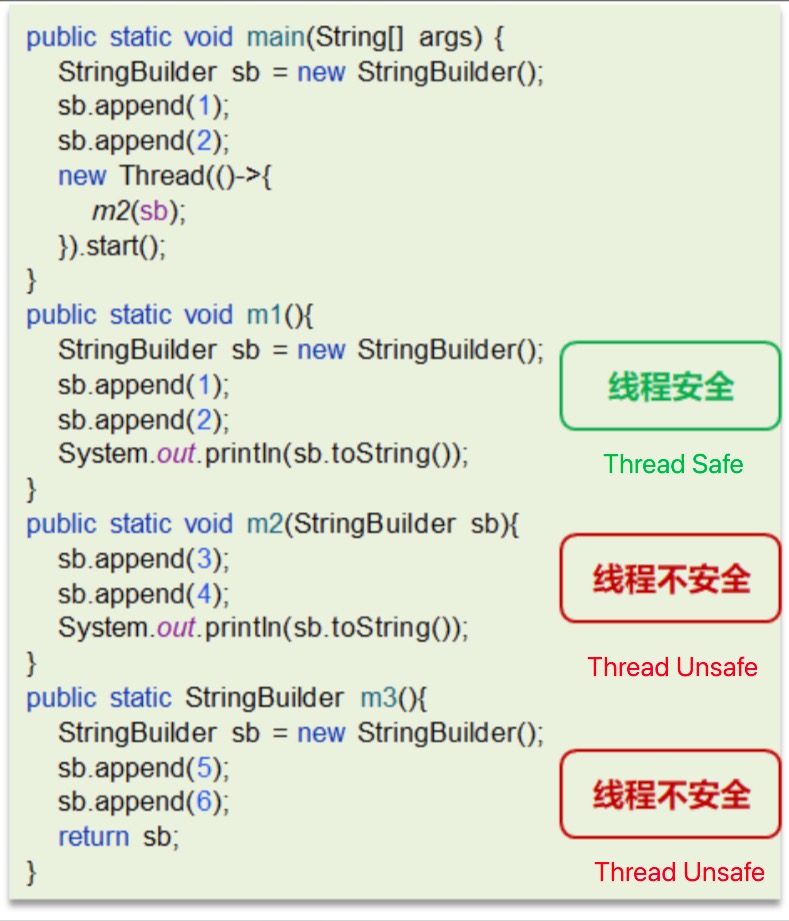 public static void main(String[] args) {
StringBuilder sb = new StringBuilder();
sb.append(1);
sb.append(2);
new Thread(()->{
m2(sb);
}).start();
}
public static void m1(){
StringBuilder sb = new StringBuilder();
sb.append(1);
sb.append(2);
System.out.println(sb.toString());
}
线程安全
Thread Safe
public static void m2(StringBuilder sb){
sb.append(3);
sb.append(4);
System.out.println(sb.toString());
}
线程不安全
Thread Unsafe
public static StringBuilder m3(){
StringBuilder sb = new StringBuilder();
sb.append(5);
sb.append(6);
return sb;
}
线程不安全
Thread Unsafe